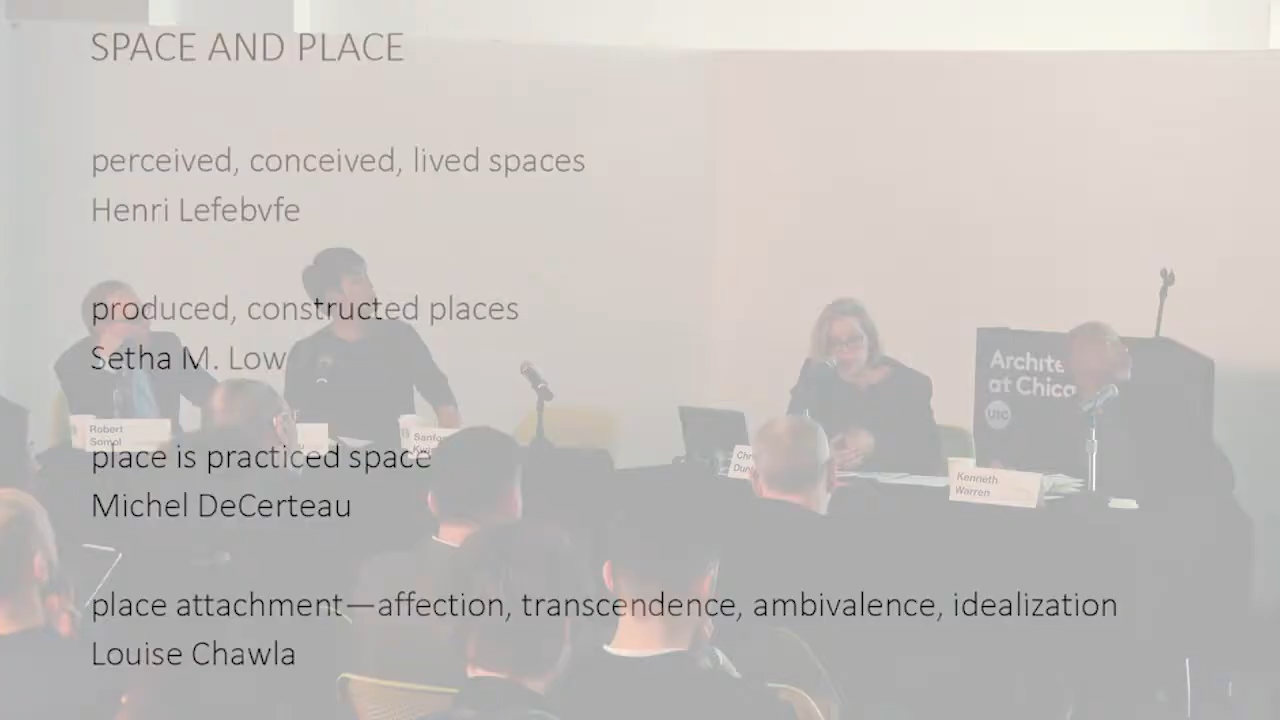 SPACE AND PLACE
perceived, conceived, lived spaces
Henri Lefebvfe
produced, constructed places
Setha M. Low
place is practiced space
Michel DeCerteau
place attachment—affection, transcendence, ambivalence, idealization
Louise Chawla
Robert
Somol
Archite
at Chica
UIC
Kenneth
Warren